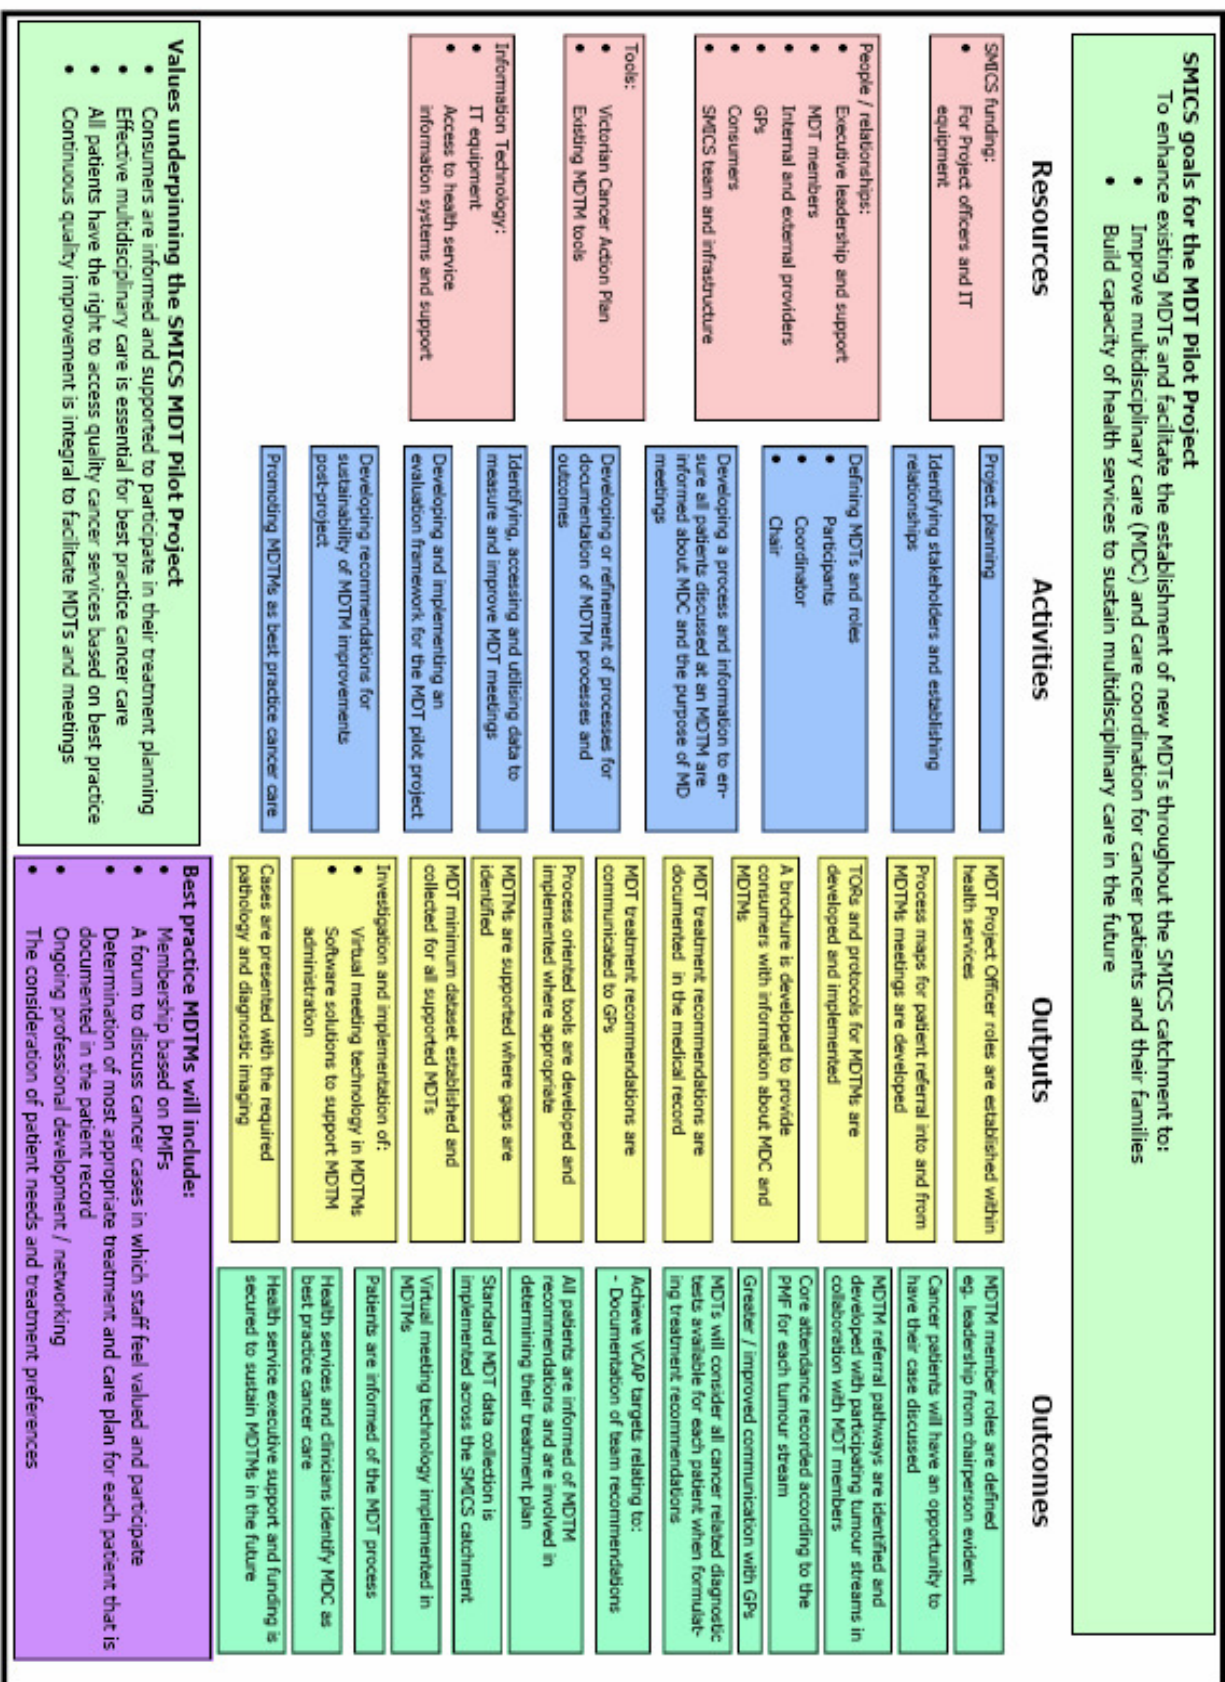 SMICS goals for the MDT Pilot Project
To enhance existing MDTs and facilitate the establishment of new MDTs throughout the SMICS catchment to:
• Improve multidisciplinary care (MDC) and care coordination for cancer patients and their families
• Build capacity of health services to sustain multidisciplinary care in the future
Resources
SMICS funding:
• For Project officers and IT
equipment
People / relationships:
• Executive leadership and support
• MDT members
• Internal and external providers
• GPs
• Consumers
• SMICS team and infrastructure
Tools:
• Victorian Cancer Action Plan
• Existing MDTM tools
Information Technology:
• IT equipment
• Access to health service
information systems and support
Activities
Project planning
Identifying stakeholders and establishing
relationships
Defining MDTs and roles
• Participants
• Coordinator
• Chair
Developing a process and information to en-
sure all patients discussed at an MDTM are
informed about MDC and the purpose of MD
meetings
Developing or refinement of processes for
documentation of MDTM processes and
outcomes
Identifying, accessing and utilising data to
measure and improve MDT meetings
Developing and implementing an
evaluation framework for the MDT pilot project
Developing recommendations for
sustainability of MDTM improvements
post-project
Promoting MDTMs as best practice cancer care
Outputs
MDT Project Officer roles are established within
health services
Process maps for patient referral into and from
MDTMs meetings are developed
TORs and protocols for MDTMs are
developed and implemented
A brochure is developed to provide
consumers with information about MDC and
MDTMs
MDT treatment recommendations are
documented in the medical record
MDT treatment recommendations are
communicated to GPs
Process oriented tools are developed and
implemented where appropriate
MDTMs are supported where gaps are
identified
MDT minimum dataset established and
collected for all supported MDTs
Investigation and implementation of:
• Virtual meeting technology in MDTMs
• Software solutions to support MDTM
administration
Cases are presented with the required
pathology and diagnostic imaging
Outcomes
MDTM member roles are defined
eg. leadership from chairperson evident
Cancer patients will have an opportunity to
have their case discussed
MDTM referral pathways are identified and
developed with participating tumour streams in
collaboration with MDT members
Core attendance recorded according to the
PMF for each tumour stream
Greater / improved communication with GPs
MDTs will consider all cancer related diagnostic
tests available for each patient when formulat-
ing treatment recommendations
Achieve VCAP targets relating to:
- Documentation of team recommendations
All patients are informed of MDTM
recommendations and are involved in
determining their treatment plan
Standard MDT data collection is
implemented across the SMICS catchment
Virtual meeting technology implemented in
MDTMs
Patients are informed of the MDT process
Health services and clinicians identify MDC as
best practice cancer care
Health service executive support and funding is
secured to sustain MDTMs in the future
Values underpinning the SMICS MDT Pilot Project
• Consumers are informed and supported to participate in their treatment planning
• Effective multidisciplinary care is essential for best practice cancer care
• All patients have the right to access quality cancer services based on best practice
• Continuous quality improvement is integral to facilitate MDTs and meetings
Best practice MDTMs will include:
• Membership based on PMFs
• A forum to discuss cancer cases in which staff feel valued and participate
• Determination of most appropriate treatment and care plan for each patient that is
documented in the patient record
• Ongoing professional development / networking
• The consideration of patient needs and treatment preferences